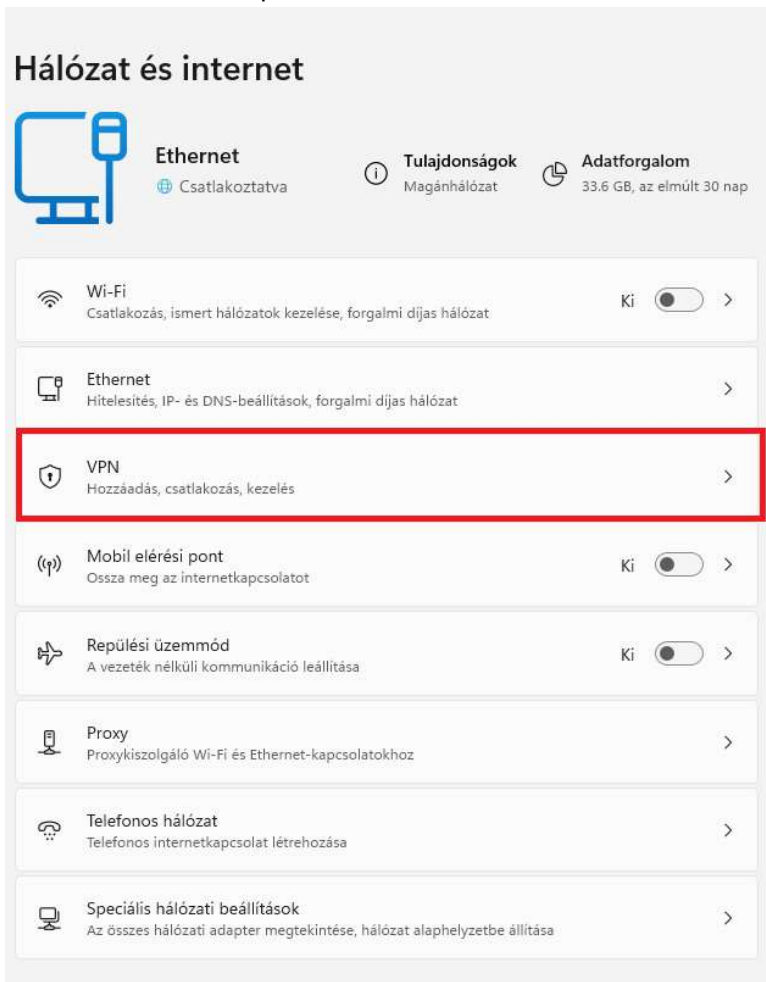 Hálózat és internet
Ethernet
Csatlakoztatva
Tulajdonságok
Magánhálózat
Adatforgalom
33.6 GB, az elmúlt 30 nap
Wi-Fi
Csatlakozás, ismert hálózatok kezelése, forgalmi díjas hálózat
Ki
Ethernet
Hitelesítés, IP- és DNS-beállítások, forgalmi díjas hálózat
VPN
Hozzáadás, csatlakozás, kezelés
Mobil elérési pont
Ossza meg az internetkapcsolatot
Ki
Repülési üzemmód
A vezeték nélküli kommunikáció leállítása
Ki
Proxy
Proxykiszolgáló Wi-Fi és Ethernet-kapcsolatokhoz
Telefonos hálózat
Telefonos internetkapcsolat létrehozása
Speciális hálózati beállítások
Az összes hálózati adapter megtekintése, hálózat alaphelyzetbe állítása